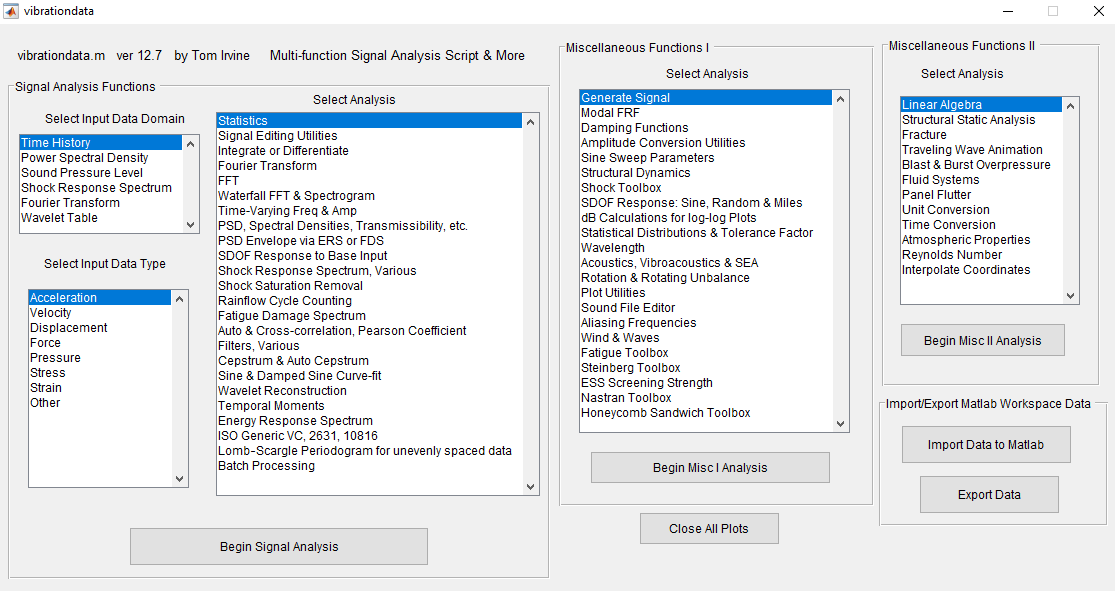 vibrationdata
vibrationdata.m ver 12.7 by Tom Irvine Multi-function Signal Analysis Script & More
Signal Analysis Functions
Select Input Data Domain
Time History
Power Spectral Density
Sound Pressure Level
Shock Response Spectrum
Fourier Transform
Wavelet Table
Select Input Data Type
Acceleration
Velocity
Displacement
Force
Pressure
Stress
Strain
Other
Select Analysis
Statistics
Signal Editing Utilities
Integrate or Differentiate
Fourier Transform
FFT
Waterfall FFT & Spectrogram
Time-Varying Freq & Amp
PSD, Spectral Densities, Transmissibility, etc.
PSD Envelope via ERS or FDS
SDOF Response to Base Input
Shock Response Spectrum, Various
Shock Saturation Removal
Rainflow Cycle Counting
Fatigue Damage Spectrum
Auto & Cross-correlation, Pearson Coefficient
Filters, Various
Cepstrum & Auto Cepstrum
Sine & Damped Sine Curve-fit
Wavelet Reconstruction
Temporal Moments
Energy Response Spectrum
ISO Generic VC, 2631, 10816
Lomb-Scargle Periodogram for unevenly spaced data
Batch Processing
Begin Signal Analysis
Miscellaneous Functions I
Select Analysis
Generate Signal
Modal FRF
Damping Functions
Amplitude Conversion Utilities
Sine Sweep Parameters
Structural Dynamics
Shock Toolbox
SDOF Response: Sine, Random & Miles
dB Calculations for log-log Plots
Statistical Distributions & Tolerance Factor
Wavelength
Acoustics, Vibroacoustics & SEA
Rotation & Rotating Unbalance
Plot Utilities
Sound File Editor
Aliasing Frequencies
Wind & Waves
Fatigue Toolbox
Steinberg Toolbox
ESS Screening Strength
Nastran Toolbox
Honeycomb Sandwich Toolbox
Begin Misc I Analysis
Close All Plots
Miscellaneous Functions II
Select Analysis
Linear Algebra
Structural Static Analysis
Fracture
Traveling Wave Animation
Blast & Burst Overpressure
Fluid Systems
Panel Flutter
Unit Conversion
Time Conversion
Atmospheric Properties
Reynolds Number
Interpolate Coordinates
Begin Misc II Analysis
Import/Export Matlab Workspace Data
Import Data to Matlab
Export Data